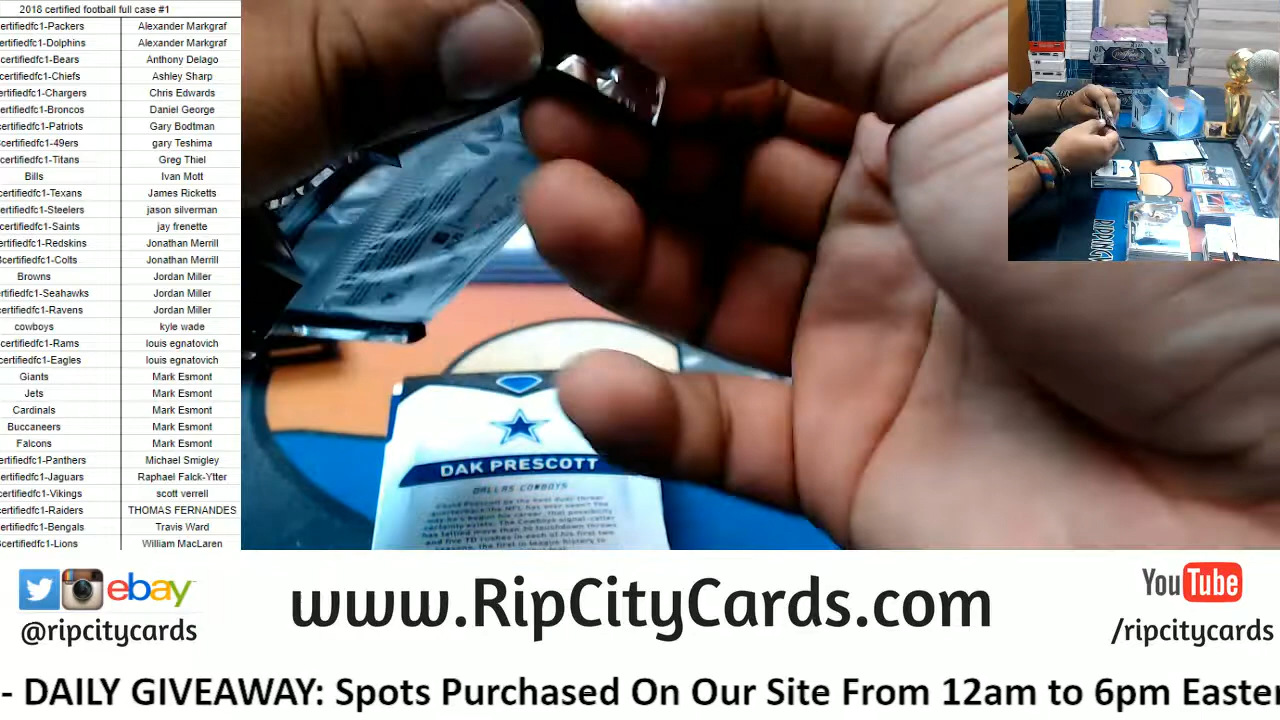 2018 certified football full case #1
ertifiedfc1-Packers Alexander Markgraf
ertifiedfc1-Dolphins Alexander Markgraf
certifiedfc1-Bears Anthony Delago
certifiedfc1-Chiefs Ashley Sharp
ertifiedfc1-Chargers Chris Edwards
ertifiedfc1-Broncos Daniel George
ertifiedfc1-Patriots Gary Bodtman
certifiedfc1-49ers gary Teshima
certifiedfc1-Titans Greg Thiel
Bills Ivan Mott
certifiedfc1-Texans James Ricketts
ertifiedfc1-Steelers jason silverman
certifiedfc1-Saints jay frenette
ertifiedfc1-Redskins Jonathan Merrill
certifiedfc1-Colts Jonathan Merrill
Browns Jordan Miller
rtifiedfc1-Seahawks Jordan Miller
ertifiedfc1-Ravens Jordan Miller
cowboys kyle wade
certifiedfc1-Rams louis egnatovich
certifiedfc1-Eagles louis egnatovich
Giants Mark Esmont
Jets Mark Esmont
Cardinals Mark Esmont
Buccaneers Mark Esmont
Falcons Mark Esmont
ertifiedfc1-Panthers Michael Smigley
ertifiedfc1-Jaguars Raphael Falck-Ytter
certifiedfc1-Vikings scott verrell
ertifiedfc1-Raiders THOMAS FERNANDES
ertifiedfc1-Bengals Travis Ward
certifiedfc1-Lions William MacLaren
DAK PRESCOTT
DALLAS COWBOYS
ebay
@ripcitycards
www.RipCityCards.com
YouTube
/ripcitycards
- DAILY GIVEAWAY: Spots Purchased On Our Site From 12am to 6pm Easter